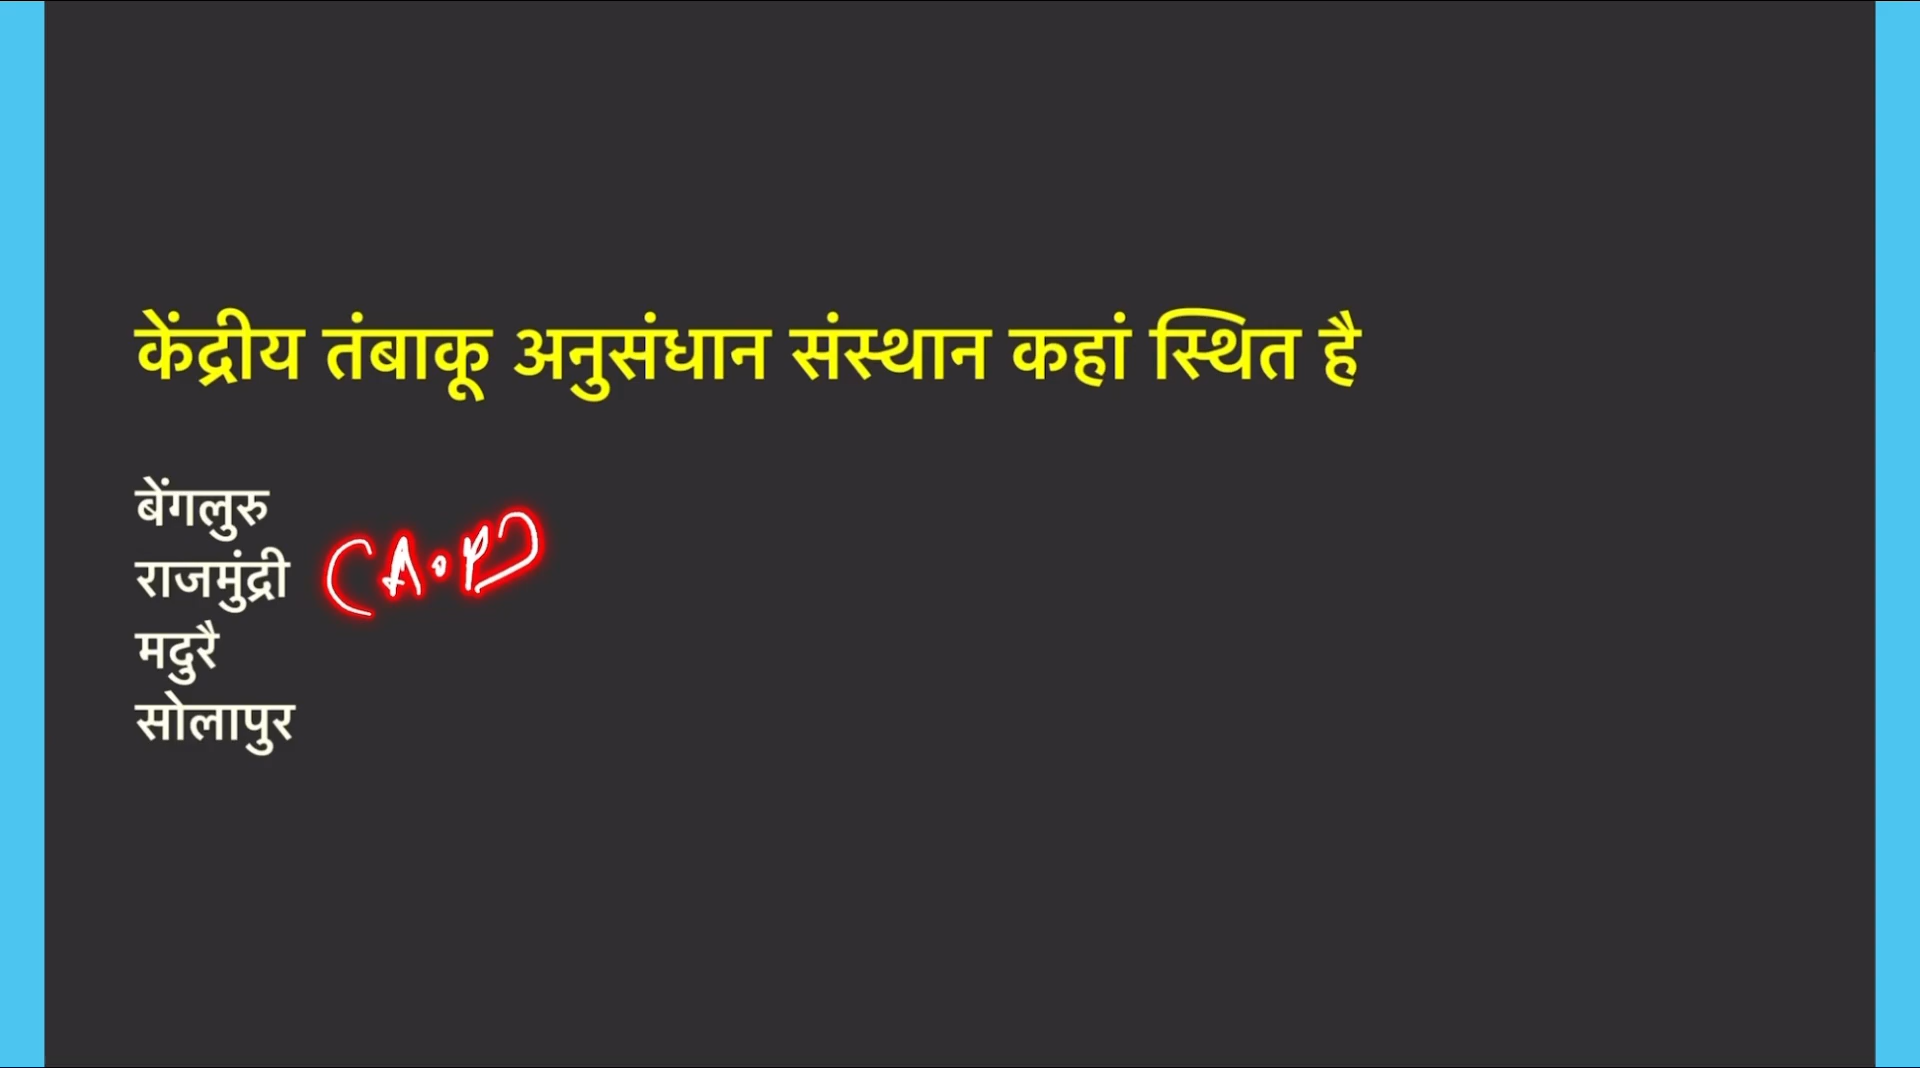 केंद्रीय तंबाकू अनुसंधान संस्थान कहां स्थित है
बेंगलुरु
राजमुंद्री (A.P)
मदुरै
सोलापुर